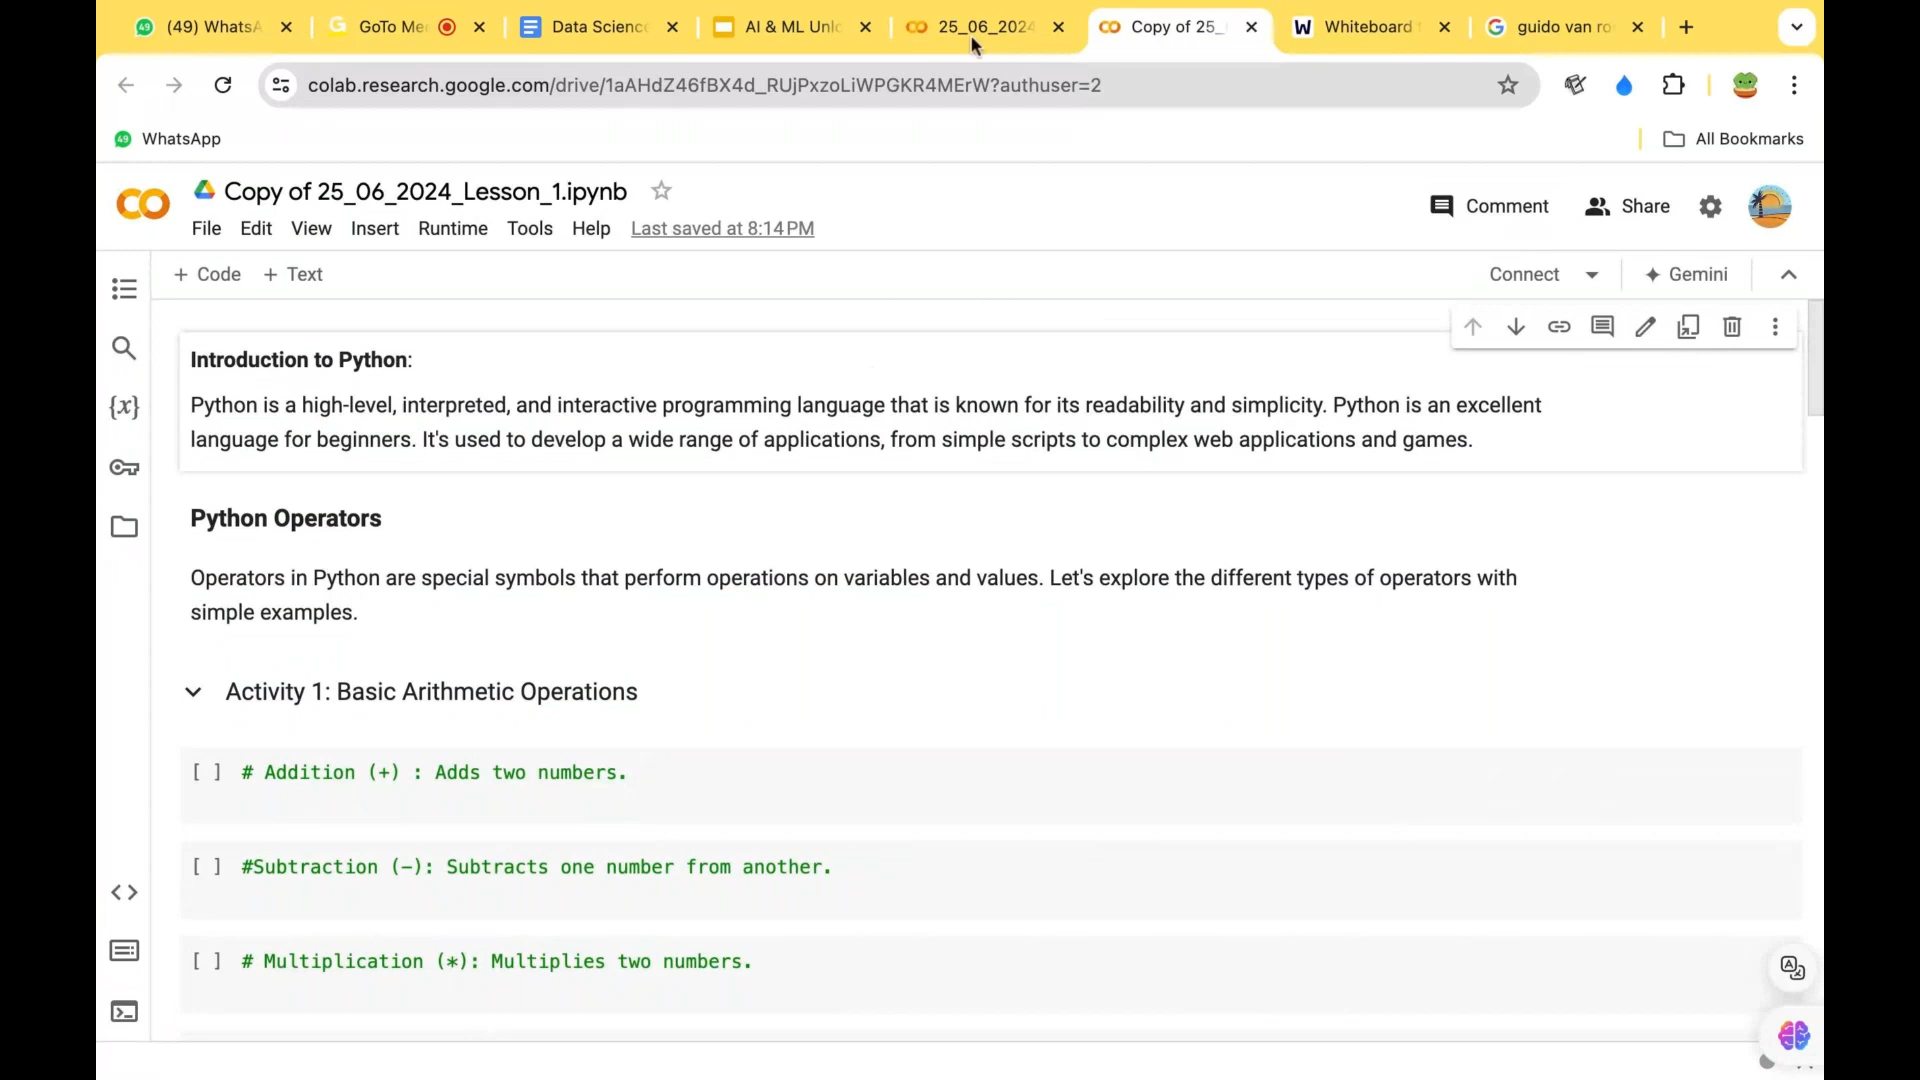 (49) WhatsA
GoTo Me
Data Science
AI & ML Unlo
25_06_2024
Copy of 25_
Whiteboard
guido van ro
colab.research.google.com/drive/1aAHdZ46fBX4d_RUjPxzoLiWPGKR4MErW?authuser=2
49 WhatsApp
All Bookmarks
Copy of 25_06_2024_Lesson_1.ipynb
Comment
Share
File Edit View Insert Runtime Tools Help Last saved at 8:14 PM
+ Code + Text
Connect
Gemini
Introduction to Python:
Python is a high-level, interpreted, and interactive programming language that is known for its readability and simplicity. Python is an excellent
language for beginners. It's used to develop a wide range of applications, from simple scripts to complex web applications and games.
Python Operators
Operators in Python are special symbols that perform operations on variables and values. Let's explore the different types of operators with
simple examples.
Activity 1: Basic Arithmetic Operations
[ ] # Addition (+) : Adds two numbers.
[ ] #Subtraction (-): Subtracts one number from another.
[ ] # Multiplication (*): Multiplies two numbers.